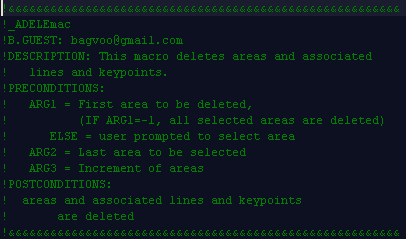 !&&&&&&&&&&&&&&&&&&&&&&&&&&&&&&&&&&&&&&&&&&&&&&&&&&&&&&&&
!_ADELEmac
!B.GUEST: bagvoo@gmail.com
!DESCRIPTION: This macro deletes areas and associated
!   lines and keypoints.
!PRECONDITIONS:
!   ARG1 = First area to be deleted,
!          (IF ARG1=-1, all selected areas are deleted)
!      ELSE = user prompted to select area
!   ARG2 = Last area to be selected
!   ARG3 = Increment of areas
!POSTCONDITIONS:
!  areas and associated lines and keypoints
!       are deleted
!&&&&&&&&&&&&&&&&&&&&&&&&&&&&&&&&&&&&&&&&&&&&&&&&&&&&&&&&